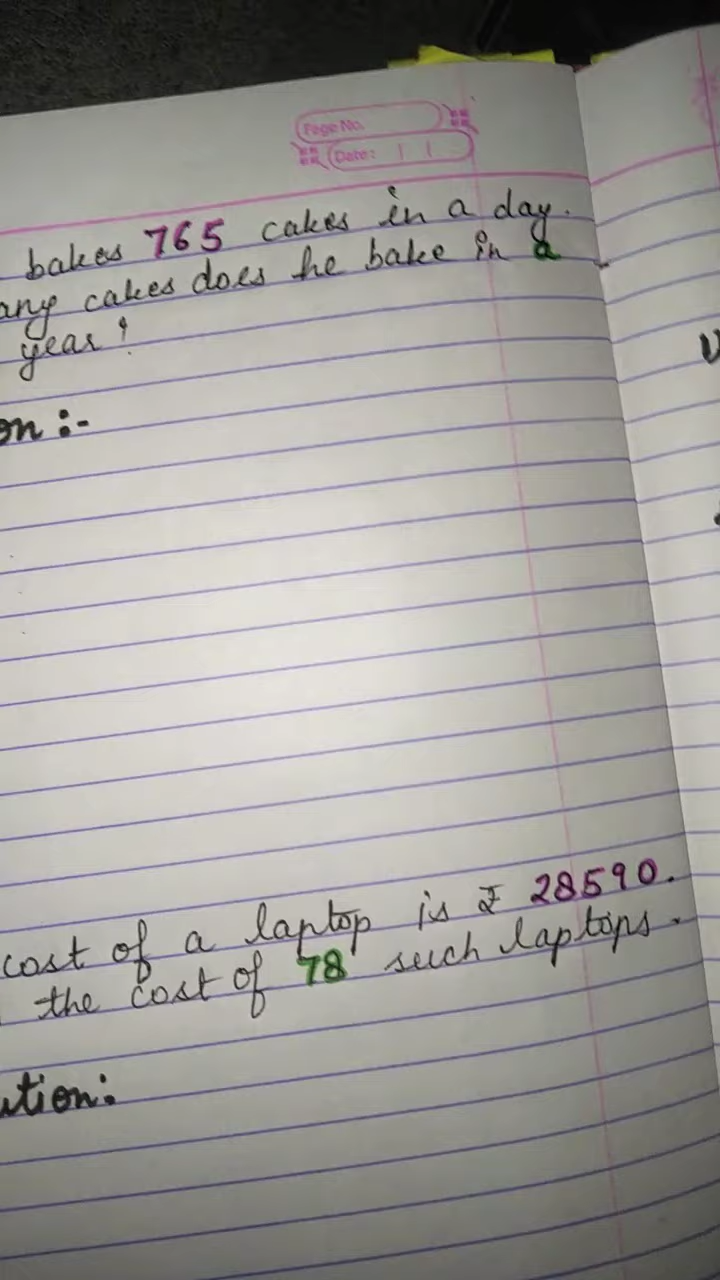 Page No.
Date:
bakes 765 cakes in a day.
any cakes does he bake in a
year?
on :-
cost of a laptop is ₹ 28590.
the cost of 78 such laptops.
ution: